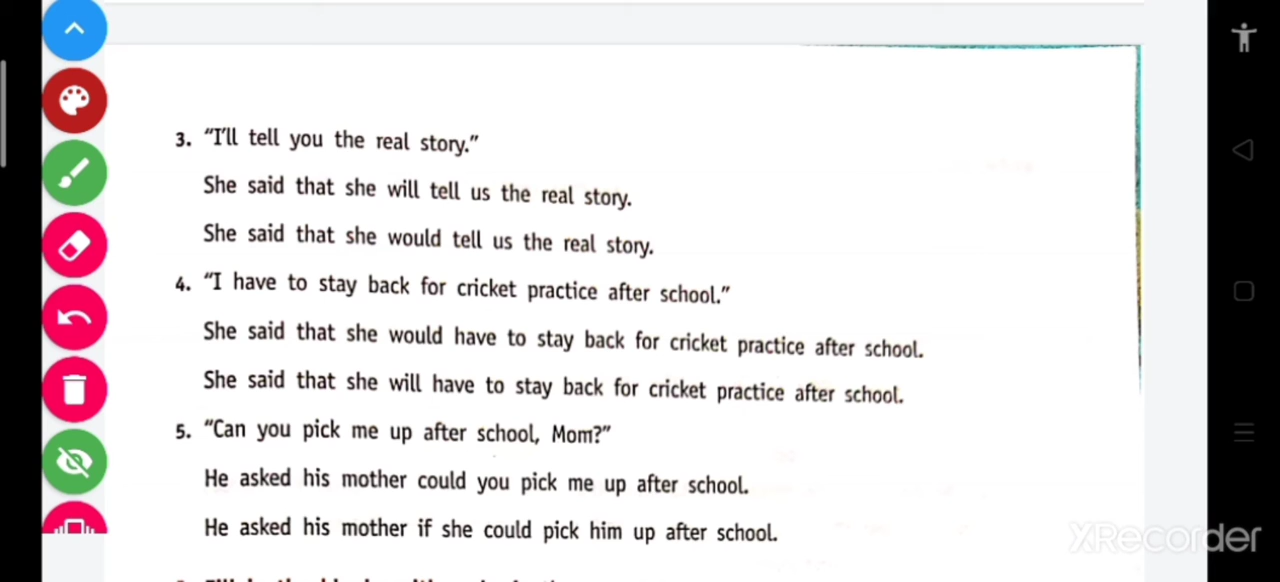 3. "I'll tell you the real story."
She said that she will tell us the real story.
She said that she would tell us the real story.
4. "I have to stay back for cricket practice after school."
She said that she would have to stay back for cricket practice after school.
She said that she will have to stay back for cricket practice after school.
5. "Can you pick me up after school, Mom?"
He asked his mother could you pick me up after school.
He asked his mother if she could pick him up after school.
XRecorder